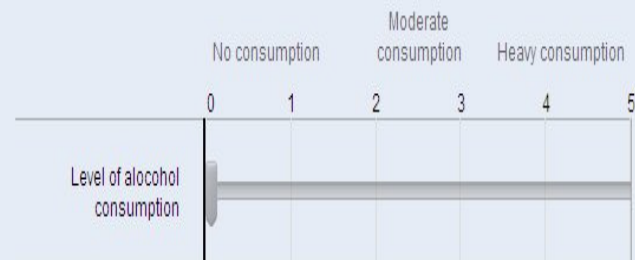 Moderate
No consumption consumption Heavy consumption
0 1 2 3 4 5
Level of alocohol
consumption